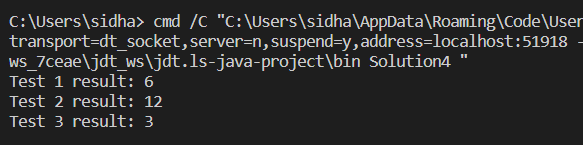 C:\Users\sidha> cmd /C "C:\Users\sidha\AppData\Roaming\Code\User
transport=dt_socket,server=n,suspend=y,address=localhost:51918 -
ws_7ceae\jdt_ws\jdt.ls-java-project\bin Solution4 "
Test 1 result: 6
Test 2 result: 12
Test 3 result: 3